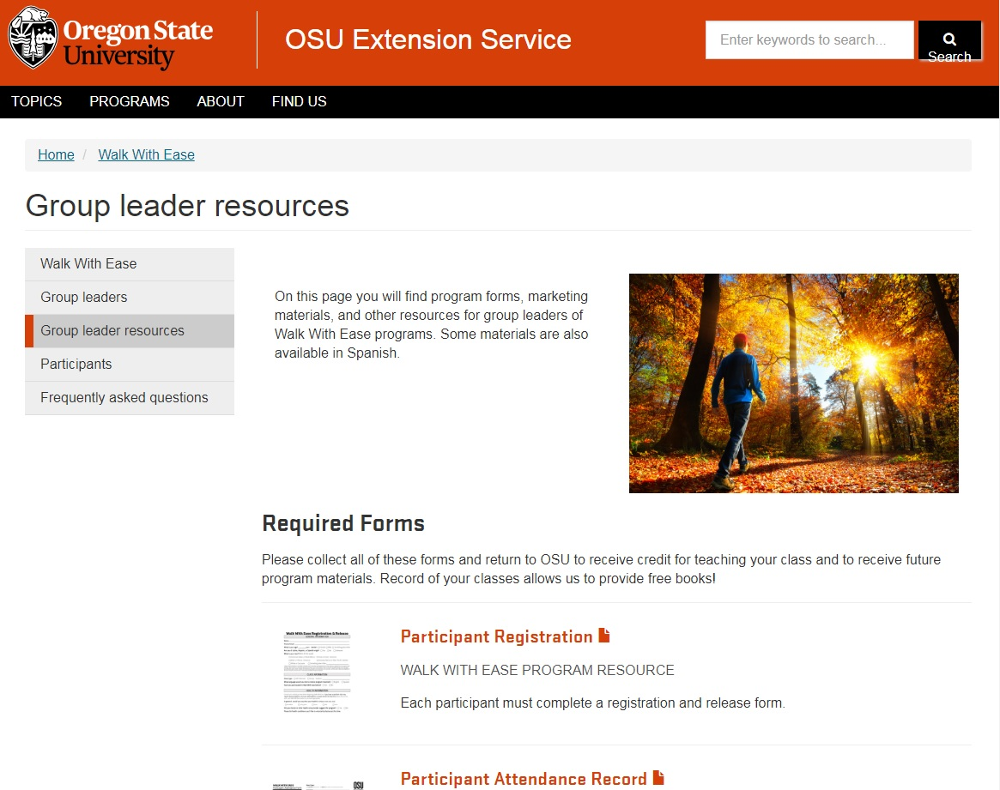 Oregon State
University
OSU Extension Service
Enter keywords to search...
Search
TOPICS PROGRAMS ABOUT FIND US
Home / Walk With Ease
Group leader resources
Walk With Ease
Group leaders
Group leader resources
Participants
Frequently asked questions
On this page you will find program forms, marketing
materials, and other resources for group leaders of
Walk With Ease programs. Some materials are also
available in Spanish.
Required Forms
Please collect all of these forms and return to OSU to receive credit for teaching your class and to receive future
program materials. Record of your classes allows us to provide free books!
Walk With Ease Registration & Release
Participant Registration
WALK WITH EASE PROGRAM RESOURCE
Each participant must complete a registration and release form.
OSU
Participant Attendance Record